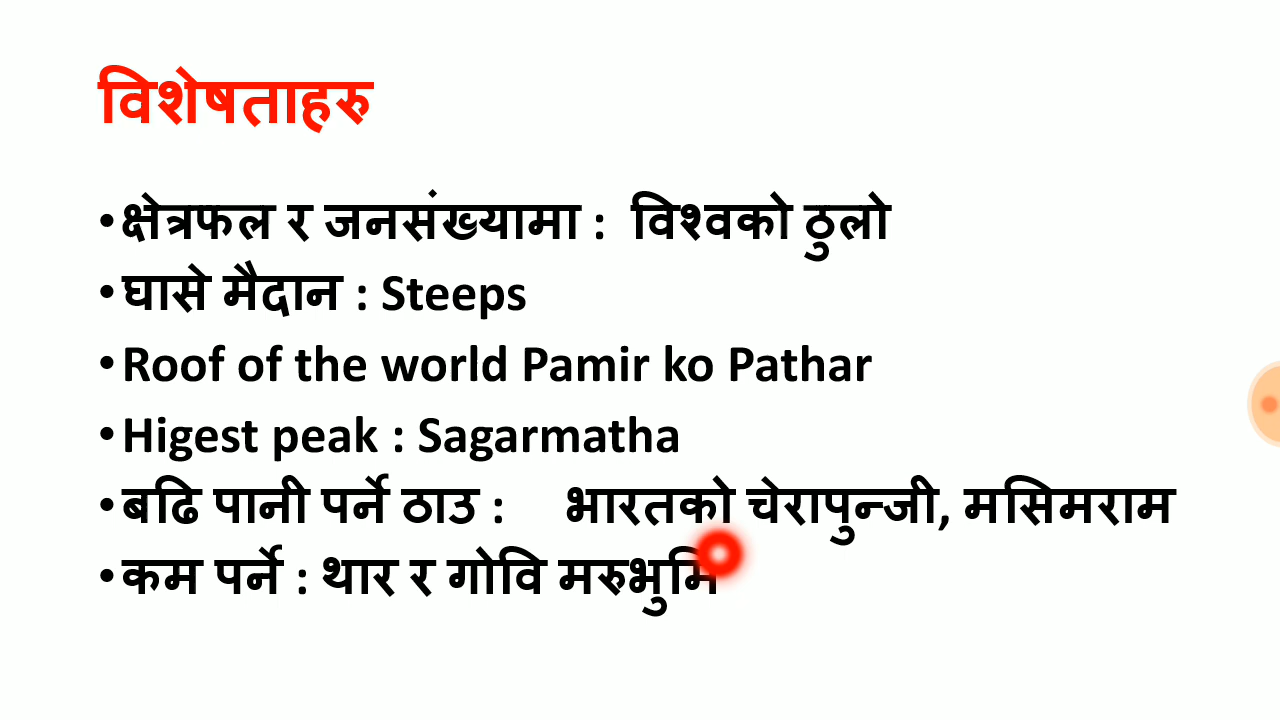 विशेषताहरु
•क्षेत्रफल र जनसंख्यामा : विश्वको ठुलो
•घासे मैदान : Steeps
•Roof of the world Pamir ko Pathar
•Higest peak : Sagarmatha
•बढि पानी पर्ने ठाउ : भारतको चेरापुन्जी, मसिमराम
•कम पर्ने : थार र गोवि मरुभुमि